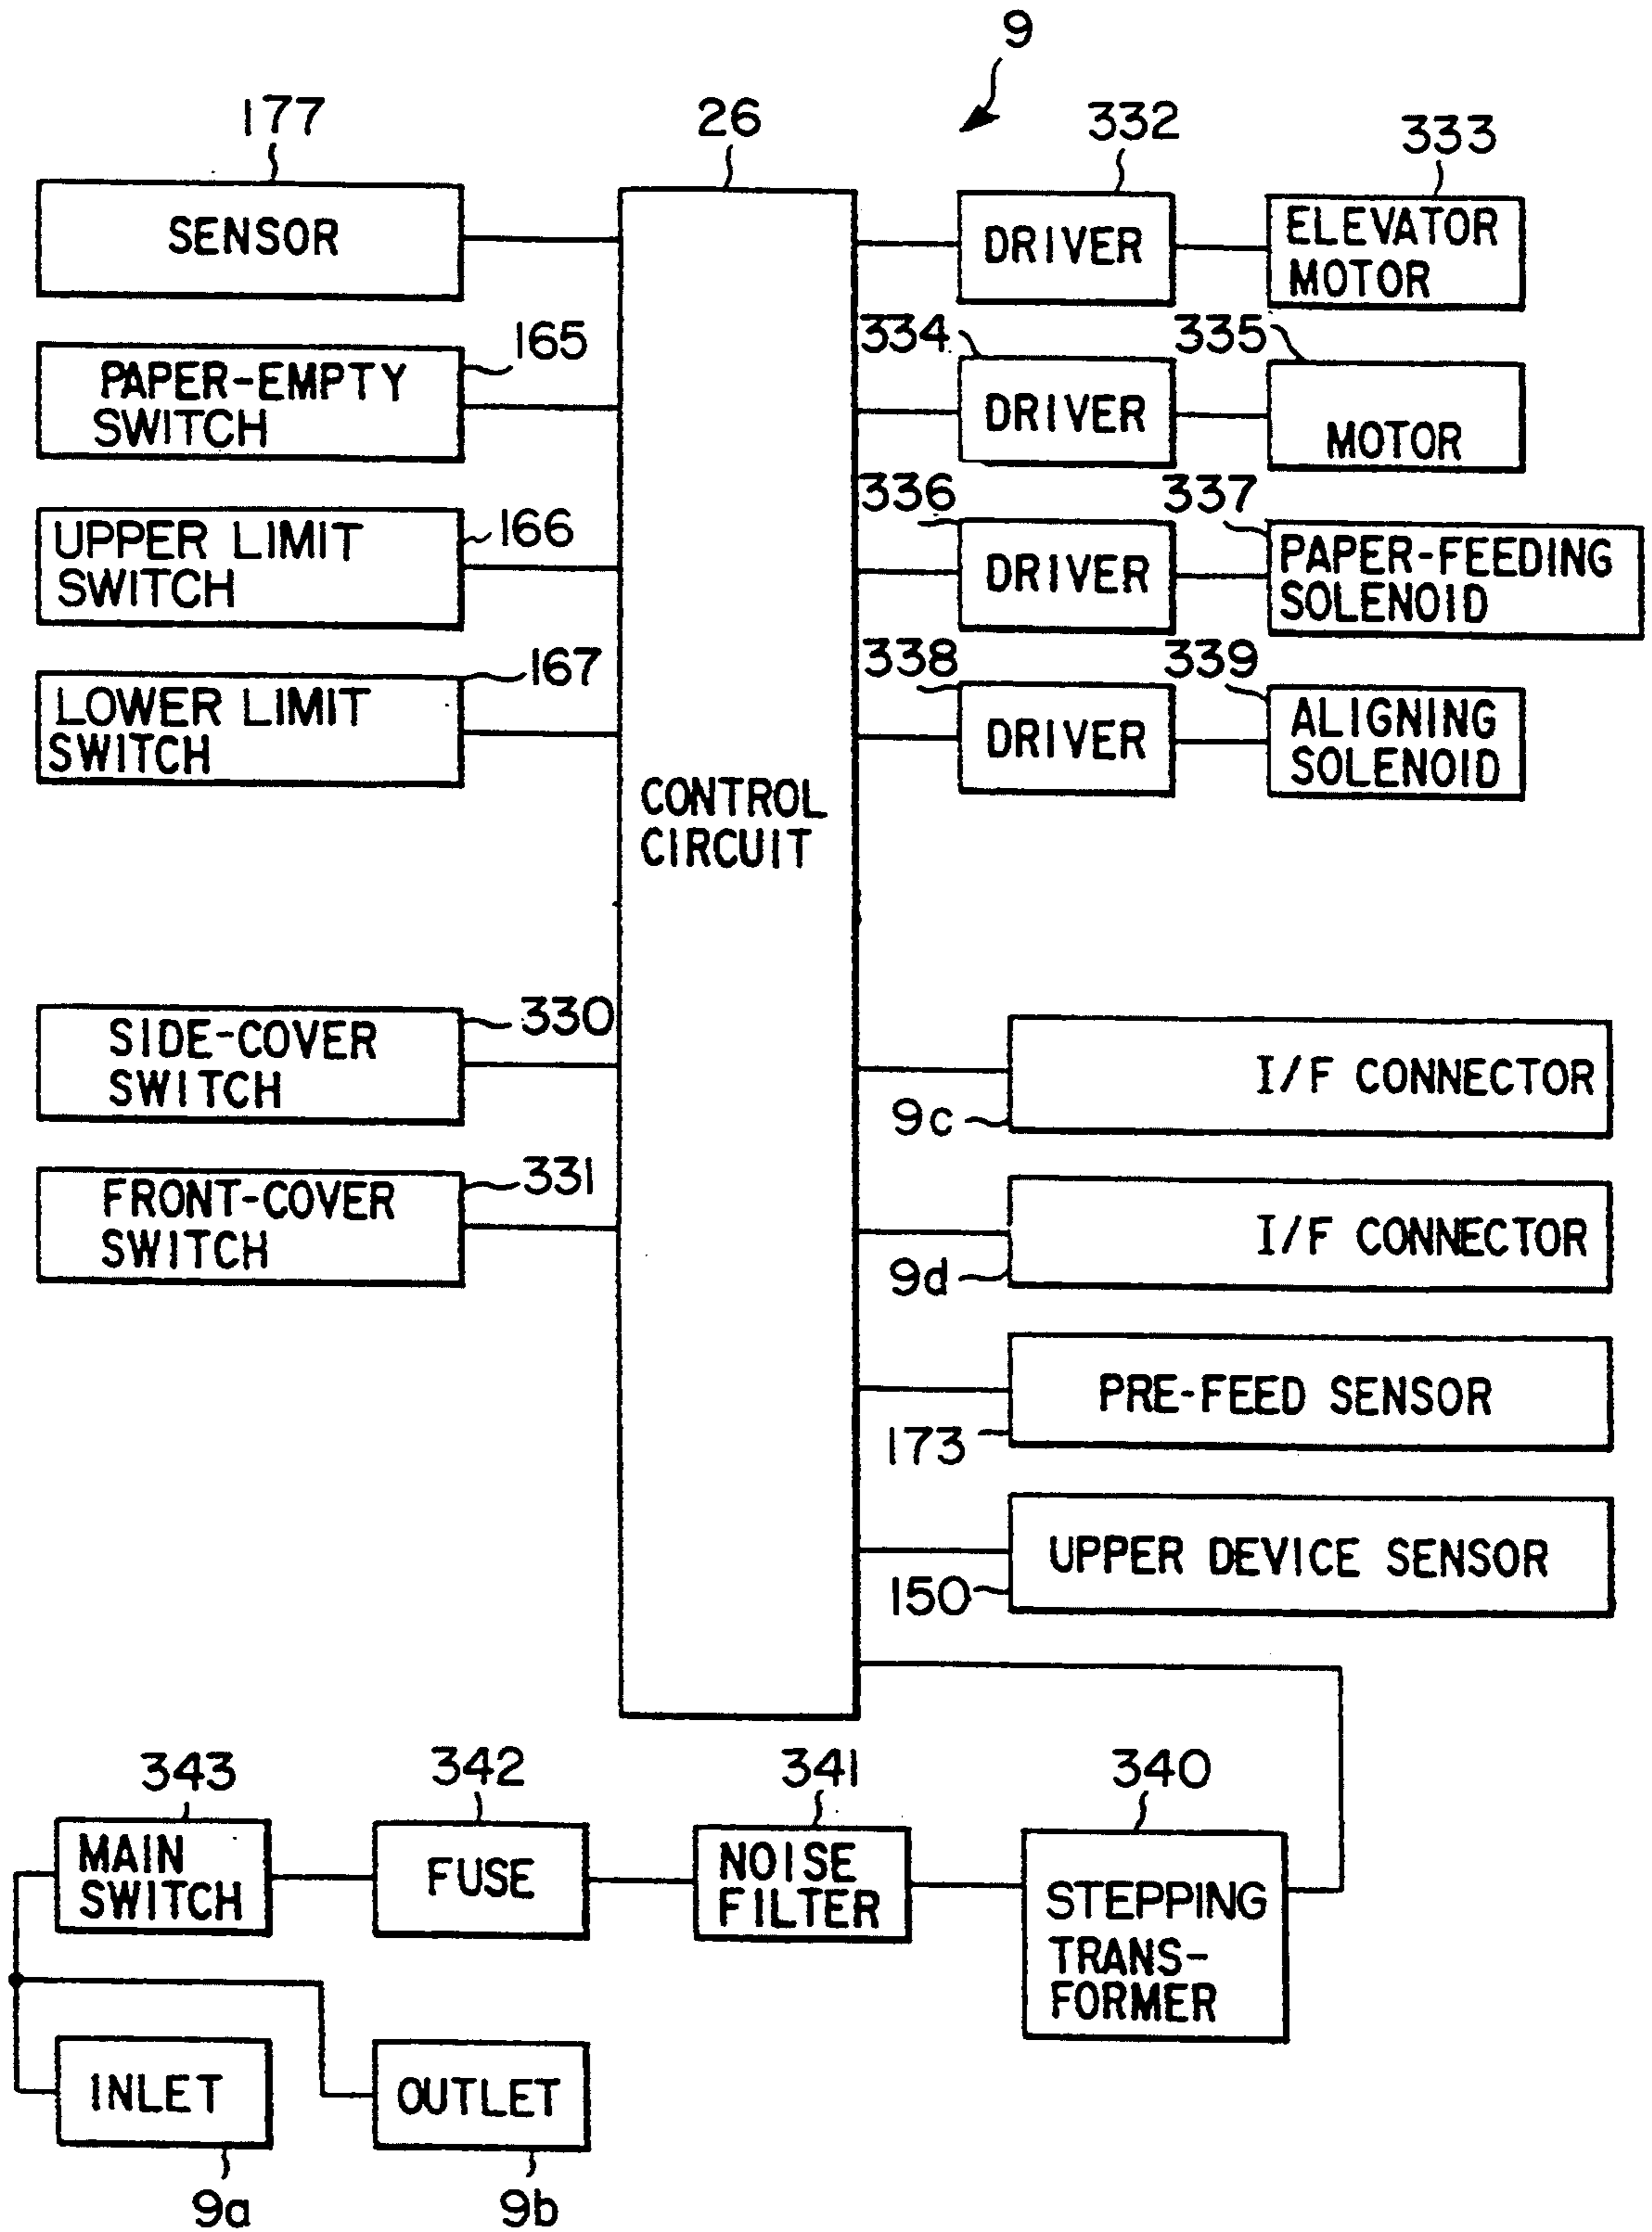 9
177
26
332
333
SENSOR
DRIVER
ELEVATOR
MOTOR
165
334
335
PAPER-EMPTY
SWITCH
DRIVER
MOTOR
166
336
337
UPPER LIMIT
SWITCH
DRIVER
PAPER-FEEDING
SOLENOID
167
338
339
LOWER LIMIT
SWITCH
DRIVER
ALIGNING
SOLENOID
CONTROL
CIRCUIT
330
SIDE-COVER
SWITCH
I/F CONNECTOR
9c
331
FRONT-COVER
SWITCH
I/F CONNECTOR
9d
PRE-FEED SENSOR
173
UPPER DEVICE SENSOR
150
343
342
341
340
MAIN
SWITCH
FUSE
NOISE
FILTER
STEPPING
TRANS-
FORMER
INLET
OUTLET
9a
9b